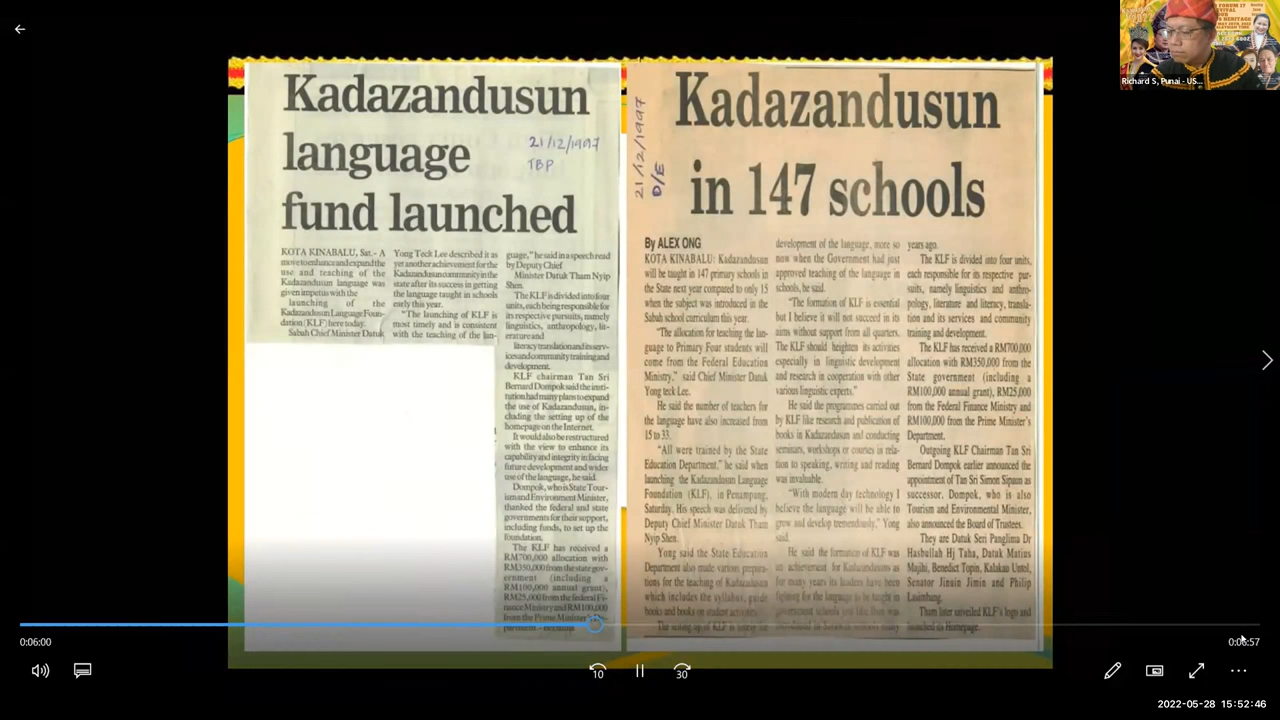 Kadazandusun
language
fund launched
21/12/1997
TBP
KOTA KINABALU, Sat. - A
move to enhance and expand the
use and teaching of the
Kadazandusun language was
given impetus with the
launching of the
Kadazandusun Language Foun-
dation (KLF) here today.
Sabah Chief Minister Datuk
Yong Teck Lee described it as
yet another achievement for the
Kadazandusun community in the
state after its success in getting
the language taught in schools
early this year.
"The launching of KLF is
most timely and is consistent
with the teaching of the lan-
guage," he said in a speech read
by Deputy Chief
Minister Datuk Tham Nyip
Shen.
The KLF is divided into four
units, each being responsible for
its respective pursuits, namely
linguistics, anthropology, lit-
erature and
literacy translation and its serv-
ices and community training and
development.
KLF chairman Tan Sri
Bernard Dompok said the insti-
tution had many plans to expand
the use of Kadazandusun, in-
cluding the setting up of the
homepage on the Internet.
It would also be restructured
with the view to enhance its
capability and integrity in facing
future development and wider
use of the language, he said.
Dompok, who is State Tour-
ism and Environment Minister,
thanked the federal and state
governments for their support,
including funds, to set up the
foundation.
The KLF has received a
RM700,000 allocation with
RM350,000 from the state gov-
ernment (including a
RM100,000 annual grant),
RM25,000 from the federal Fi-
nance Ministry and RM100,000
from the Prime Minister's
21/12/1997
D/E
Kadazandusun
in 147 schools
By ALEX ONG
KOTA KINABALU: Kadazandusun
will be taught in 147 primary schools in
the State next year compared to only 15
when the subject was introduced in the
Sabah school curriculum this year.
"The allocation for teaching the lan-
guage to Primary Four students will
come from the Federal Education
Ministry," said Chief Minister Datuk
Yong teck Lee.
He said the number of teachers for
the language have also increased from
15 to 33.
"All were trained by the State
Education Department," he said when
launching the Kadazandusun Language
Foundation (KLF), in Penampang,
Saturday. His speech was delivered by
Deputy Chief Minister Datuk Tham
Nyip Shen.
Yong said the State Education
Department also made various prepara-
tions for the teaching of Kadazandusun
which includes the syllabus, guide
books and books on student activities.
The setting up of KLF is
development of the language, more so
now when the Government had just
approved teaching of the language in
schools, he said.
"The formation of KLF is essential
but I believe it will not succeed in its
aims without support from all quarters.
The KLF should heighten its activities
especially in linguistic development
and research in cooperation with other
various linguistic experts."
He said the programmes carried out
by KLF like research and publication of
books in Kadazandusun and conducting
seminars, workshops or courses in rela-
tion to speaking, writing and reading
was invaluable.
"With modern day technology I
believe the language will be able to
grow and develop tremendously," Yong
said.
He said the formation of KLF was
an achievement for Kadazandusuns as
for many years its leaders have been
fighting for the language to be taught in
government schools and
years ago.
The KLF is divided into four units,
each responsible for its respective pur-
suits, namely linguistics and anthro-
pology, literature and literacy, transla-
tion and its services and community
training and development.
The KLF has received a RM700,000
allocation with RM350,000 from the
State government (including a
RM100,000 annual grant), RM25,000
from the Federal Finance Ministry and
RM100,000 from the Prime Minister's
Department.
Outgoing KLF Chairman Tan Sri
Bernard Dompok earlier announced the
appointment of Tan Sri Simon Sipaun as
successor. Dompok, who is also
Tourism and Environmental Minister,
also announced the Board of Trustees.
They are Datuk Seri Panglima Dr
Hasbullah Hj Taha, Datuk Matius
Majihi, Benedict Topin, Kalakau Untol,
Senator Jinuin Jimin and Philip
Lasimbang.
Tham later unveiled KLF's logo and
launched its Homepage.
Richard S, Punai - US...
0:06:00
0:06:57
10
30
2022-05-28 15:52:46